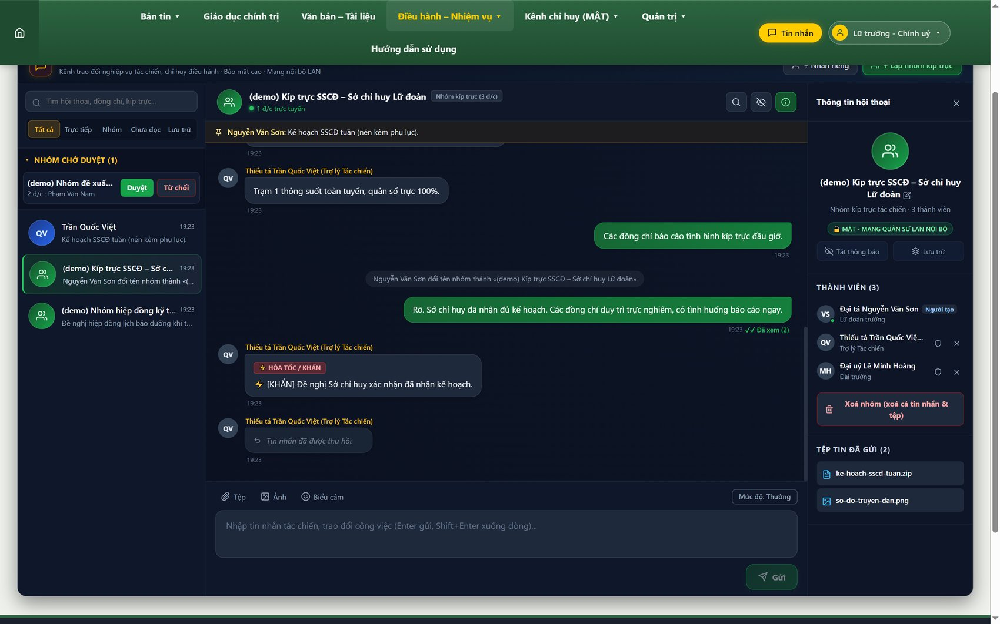 Bản tin
Giáo dục chính trị
Văn bản – Tài liệu
Điều hành – Nhiệm vụ
Kênh chỉ huy (MẬT)
Quản trị
Hướng dẫn sử dụng
Tin nhắn
Lữ trưởng - Chính uỷ
Kênh trao đổi nghiệp vụ tác chiến, chỉ huy điều hành · Bảo mật cao · Mạng nội bộ LAN
+ Nhắn riêng
+ Lập nhóm kíp trực
Tìm hội thoại, đồng chí, kíp trực...
Tất cả
Trực tiếp
Nhóm
Chưa đọc
Lưu trữ
NHÓM CHỜ DUYỆT (1)
(demo) Nhóm đề xuấ...
2 đ/c · Phạm Văn Nam
Duyệt
Từ chối
Trần Quốc Việt
19:23
Kế hoạch SSCĐ tuần (nén kèm phụ lục).
(demo) Kíp trực SSCĐ – Sở c...
19:23
Nguyễn Văn Sơn đổi tên nhóm thành «(...
(demo) Nhóm hiệp đồng kỹ t...
19:23
Đề nghị hiệp đồng lịch bảo dưỡng khí t...
(demo) Kíp trực SSCĐ – Sở chỉ huy Lữ đoàn
Nhóm kíp trực (3 đ/c)
1 đ/c trực tuyến
Nguyễn Văn Sơn: Kế hoạch SSCĐ tuần (nén kèm phụ lục).
19:23
QV
Thiếu tá Trần Quốc Việt (Trợ lý Tác chiến)
Trạm 1 thông suốt toàn tuyến, quân số trực 100%.
19:23
Các đồng chí báo cáo tình hình kíp trực đầu giờ.
19:23
Nguyễn Văn Sơn đổi tên nhóm thành «(demo) Kíp trực SSCĐ – Sở chỉ huy Lữ đoàn»
Rõ. Sở chỉ huy đã nhận đủ kế hoạch. Các đồng chí duy trì trực nghiêm, có tình huống báo cáo ngay.
19:23 ✓✓ Đã xem (2)
QV
Thiếu tá Trần Quốc Việt (Trợ lý Tác chiến)
⚡ HỎA TỐC / KHẨN
⚡ [KHẨN] Đề nghị Sở chỉ huy xác nhận đã nhận kế hoạch.
19:23
QV
Thiếu tá Trần Quốc Việt (Trợ lý Tác chiến)
Tin nhắn đã được thu hồi
19:23
Tệp
Ảnh
Biểu cảm
Mức độ: Thường
Nhập tin nhắn tác chiến, trao đổi công việc (Enter gửi, Shift+Enter xuống dòng)...
Gửi
Thông tin hội thoại
(demo) Kíp trực SSCĐ – Sở chỉ huy
Lữ đoàn
Nhóm kíp trực tác chiến · 3 thành viên
🔒 MẬT - MẠNG QUÂN SỰ LAN NỘI BỘ
Tắt thông báo
Lưu trữ
THÀNH VIÊN (3)
VS
Đại tá Nguyễn Văn Sơn
Người tạo
Lữ đoàn trưởng
QV
Thiếu tá Trần Quốc Việ...
Trợ lý Tác chiến
MH
Đại uý Lê Minh Hoàng
Đài trưởng
Xoá nhóm (xoá cả tin nhắn &
tệp)
TỆP TIN ĐÃ GỬI (2)
ke-hoach-sscd-tuan.zip
so-do-truyen-dan.png
QV